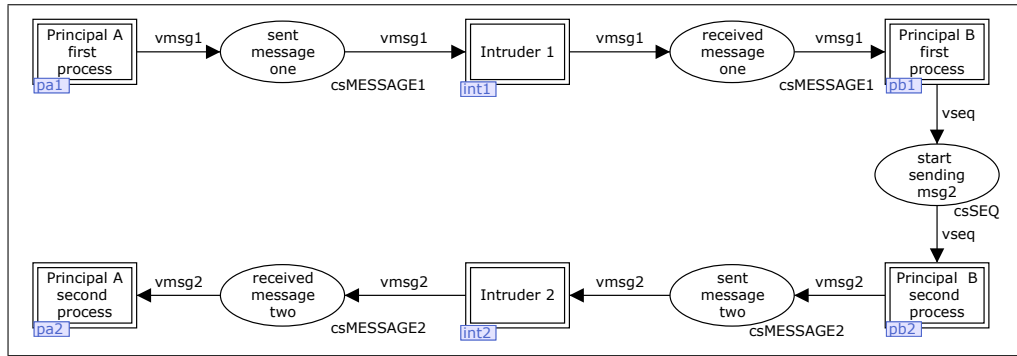 Principal A
first
process
pa1
vmsg1
sent
message
one
csMESSAGE1
vmsg1
Intruder 1
int1
vmsg1
received
message
one
csMESSAGE1
vmsg1
Principal B
first
process
pb1
vseq
start
sending
msg2
csSEQ
vseq
Principal A
second
process
pa2
vmsg2
received
message
two
csMESSAGE2
vmsg2
Intruder 2
int2
vmsg2
sent
message
two
csMESSAGE2
vmsg2
Principal B
second
process
pb2